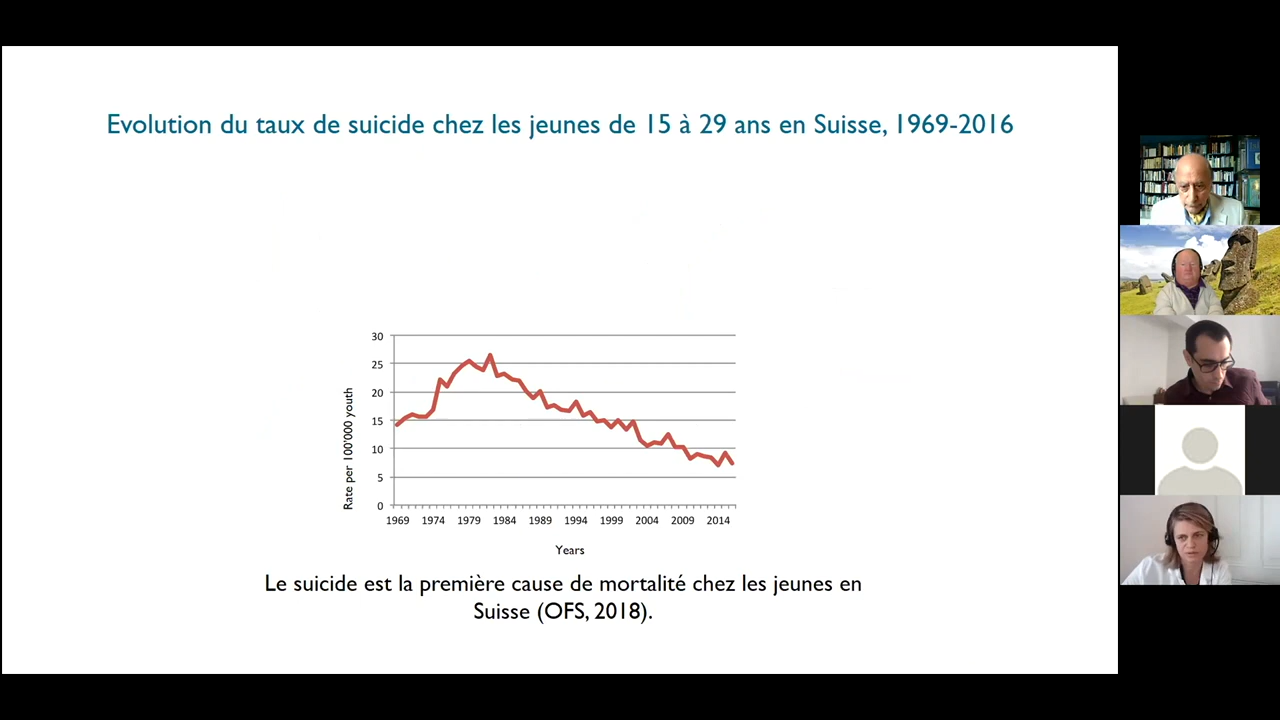 Evolution du taux de suicide chez les jeunes de 15 à 29 ans en Suisse, 1969-2016
30
25
20
15
10
5
0
Rate per 100'000 youth
1969 1974 1979 1984 1989 1994 1999 2004 2009 2014
Years
Le suicide est la première cause de mortalité chez les jeunes en
Suisse (OFS, 2018).